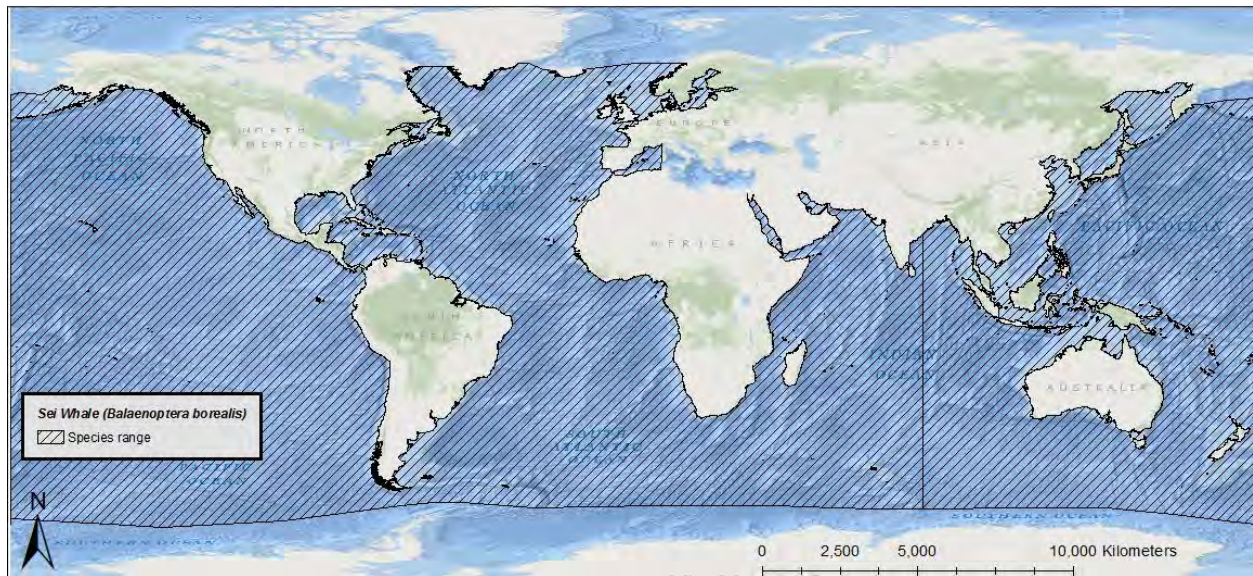 NORTH
PACIFIC
OCEAN
NORTH
AMERICA
NORTH
ATLANTIC
OCEAN
EUROPE
ASIA
AFRICA
PACIFIC OCEAN
SOUTH
AMERICA
INDIAN
OCEAN
AUSTRALIA
Sei Whale (Balaenoptera borealis)
Species range
SOUTH
ATLANTIC
OCEAN
PACIFIC
OCEAN
N
SOUTHERN OCEAN
SOUTHERN OCEAN
0 2,500 5,000 10,000 Kilometers